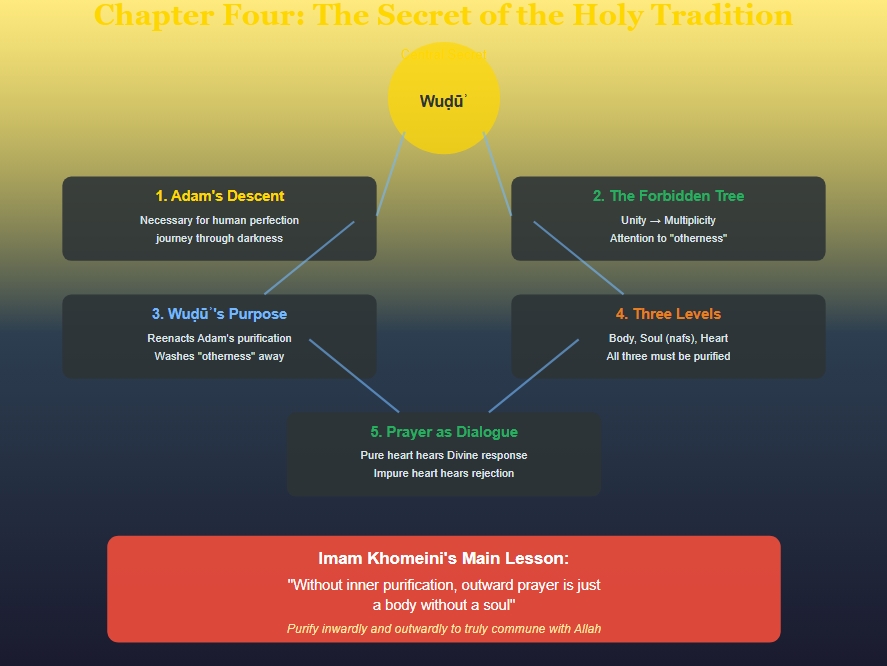 Chapter Four: The Secret of the Holy Tradition
Wuḍūʾ
1. Adam's Descent
Necessary for human perfection
journey through darkness
2. The Forbidden Tree
Unity → Multiplicity
Attention to "otherness"
3. Wuḍūʾ's Purpose
Reenacts Adam's purification
Washes "otherness" away
4. Three Levels
Body, Soul (nafs), Heart
All three must be purified
5. Prayer as Dialogue
Pure heart hears Divine response
Impure heart hears rejection
Imam Khomeini's Main Lesson:
"Without inner purification, outward prayer is just
a body without a soul"
Purify inwardly and outwardly to truly commune with Allah